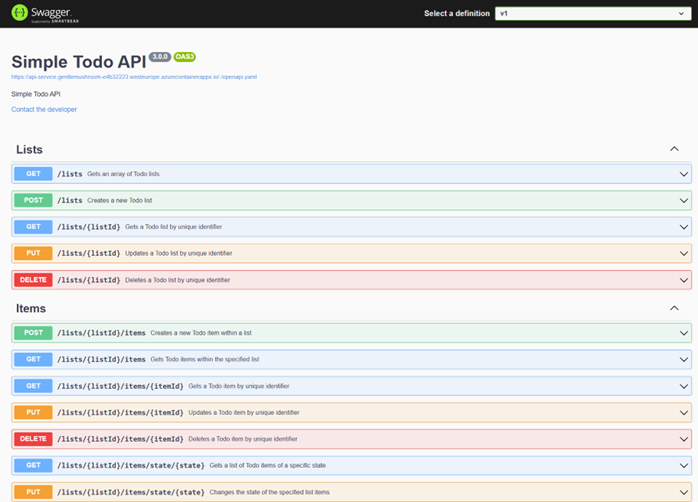 Swagger
Supported by SMARTBEAR
Select a definition
v1
Simple Todo API 3.0.0 OAS3
https://api-service.gentlemushroom-e4b32223.westeurope.azurecontainerapps.io/./openapi.yaml
Simple Todo API
Contact the developer
Lists
GET /lists Gets an array of Todo lists
POST /lists Creates a new Todo list
GET /lists/{listId} Gets a Todo list by unique identifier
PUT /lists/{listId} Updates a Todo list by unique identifier
DELETE /lists/{listId} Deletes a Todo list by unique identifier
Items
POST /lists/{listId}/items Creates a new Todo item within a list
GET /lists/{listId}/items Gets Todo items within the specified list
GET /lists/{listId}/items/{itemId} Gets a Todo item by unique identifier
PUT /lists/{listId}/items/{itemId} Updates a Todo item by unique identifier
DELETE /lists/{listId}/items/{itemId} Deletes a Todo item by unique identifier
GET /lists/{listId}/items/state/{state} Gets a list of Todo items of a specific state
PUT /lists/{listId}/items/state/{state} Changes the state of the specified list items